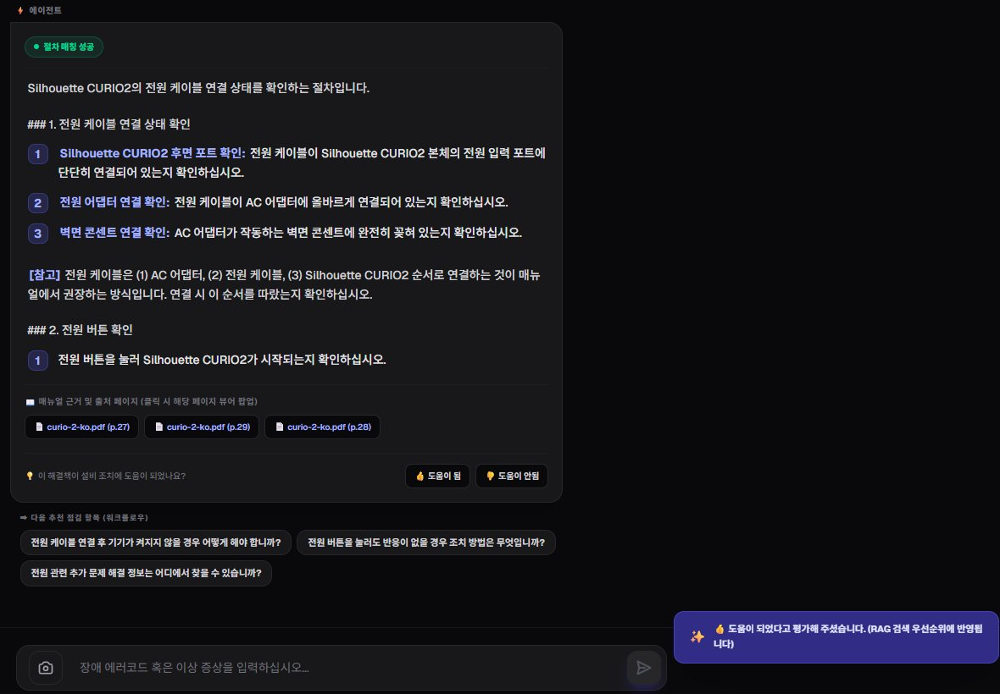 ⚡ 에이전트
● 절차 매칭 성공
Silhouette CURIO2의 전원 케이블 연결 상태를 확인하는 절차입니다.
### 1. 전원 케이블 연결 상태 확인
1 Silhouette CURIO2 후면 포트 확인: 전원 케이블이 Silhouette CURIO2 본체의 전원 입력 포트에
단단히 연결되어 있는지 확인하십시오.
2 전원 어댑터 연결 확인: 전원 케이블이 AC 어댑터에 올바르게 연결되어 있는지 확인하십시오.
3 벽면 콘센트 연결 확인: AC 어댑터가 작동하는 벽면 콘센트에 완전히 꽂혀 있는지 확인하십시오.
[참고] 전원 케이블은 (1) AC 어댑터, (2) 전원 케이블, (3) Silhouette CURIO2 순서로 연결하는 것이 매뉴
얼에서 권장하는 방식입니다. 연결 시 이 순서를 따랐는지 확인하십시오.
### 2. 전원 버튼 확인
1 전원 버튼을 눌러 Silhouette CURIO2가 시작되는지 확인하십시오.
📖 매뉴얼 근거 및 출처 페이지 (클릭 시 해당 페이지 뷰어 팝업)
📄 curio-2-ko.pdf (p.27) 📄 curio-2-ko.pdf (p.29) 📄 curio-2-ko.pdf (p.28)
💡 이 해결책이 설비 조치에 도움이 되었나요? 👍 도움이 됨 👎 도움이 안됨
➡ 다음 추천 점검 항목 (워크플로우)
전원 케이블 연결 후 기기가 켜지지 않을 경우 어떻게 해야 합니까? 전원 버튼을 눌러도 반응이 없을 경우 조치 방법은 무엇입니까?
전원 관련 추가 문제 해결 정보는 어디에서 찾을 수 있습니까?
✨ 👍 도움이 되었다고 평가해 주셨습니다. (RAG 검색 우선순위에 반영됩
니다)
장애 에러코드 혹은 이상 증상을 입력하십시오...